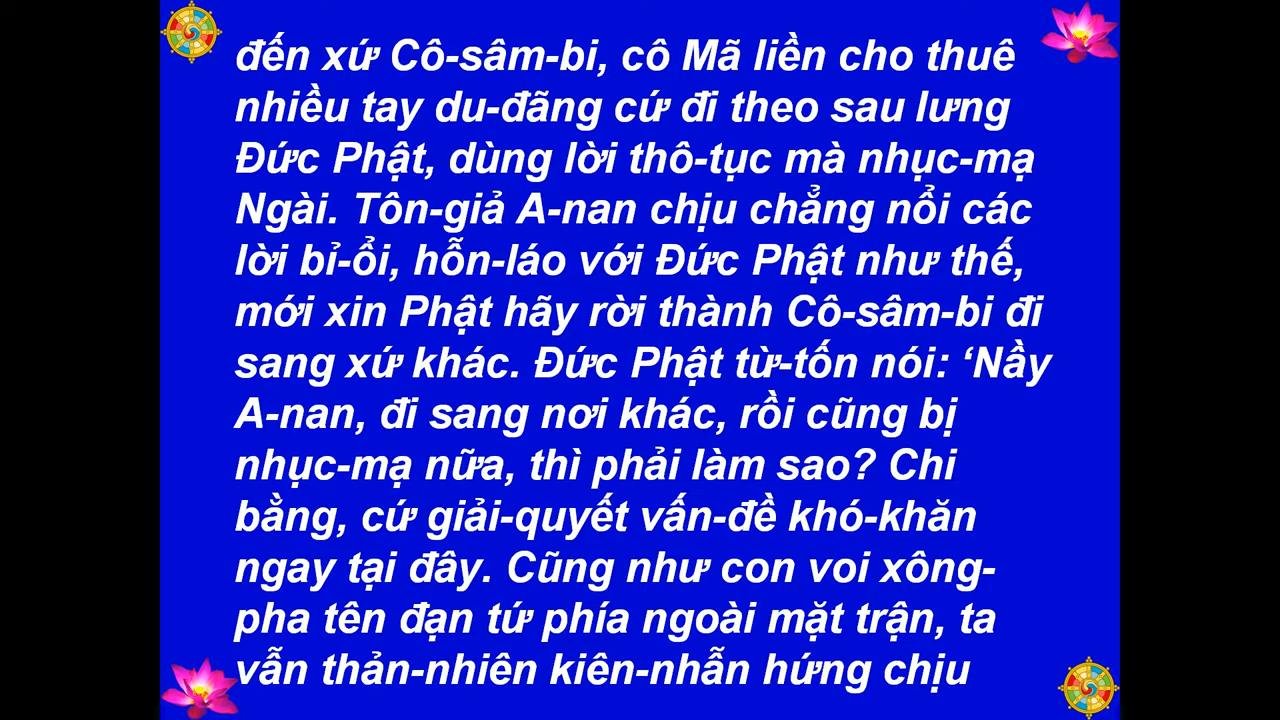 đến xứ Cô-sâm-bi, cô Mã liền cho thuê
nhiều tay du-đãng cứ đi theo sau lưng
Đức Phật, dùng lời thô-tục mà nhục-mạ
Ngài. Tôn-giả A-nan chịu chẳng nổi các
lời bỉ-ổi, hỗn-láo với Đức Phật như thế,
mới xin Phật hãy rời thành Cô-sâm-bi đi
sang xứ khác. Đức Phật từ-tốn nói: ‘Nầy
A-nan, đi sang nơi khác, rồi cũng bị
nhục-mạ nữa, thì phải làm sao? Chi
bằng, cứ giải-quyết vấn-đề khó-khăn
ngay tại đây. Cũng như con voi xông-
pha tên đạn tứ phía ngoài mặt trận, ta
vẫn thản-nhiên kiên-nhẫn hứng chịu